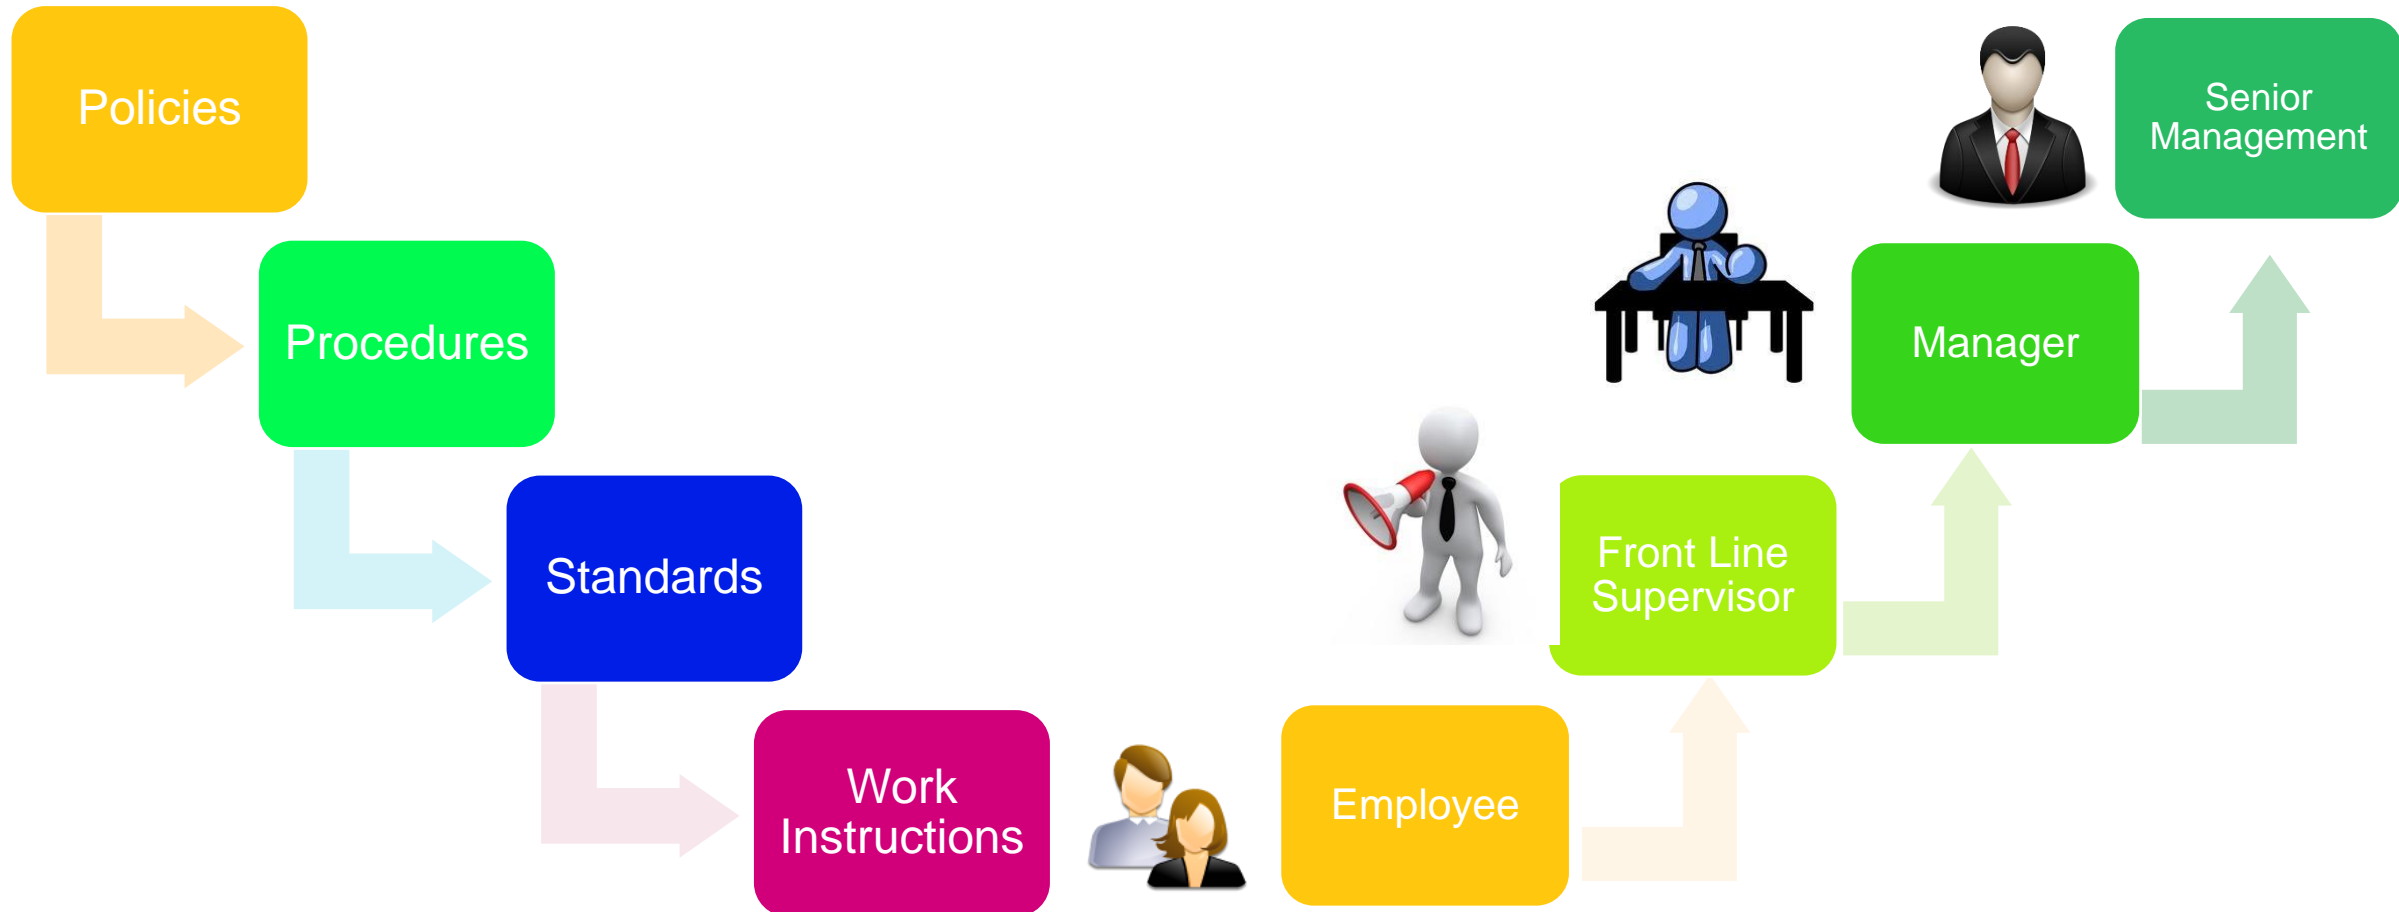 Policies
Procedures
Standards
Work
Instructions
Employee
Front Line
Supervisor
Manager
Senior
Management